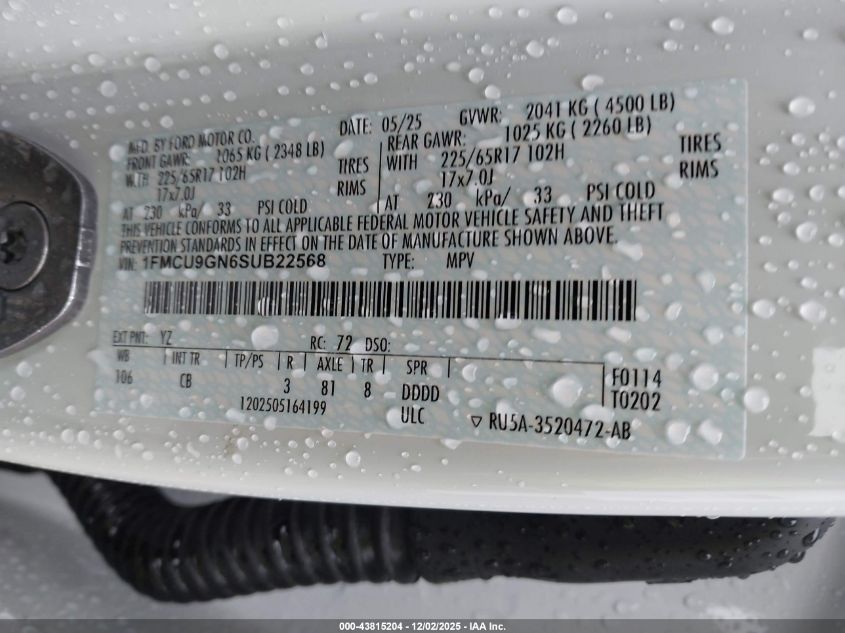 MFD. BY FORD MOTOR CO. DATE: 05/25 GVWR: 2041 KG ( 4500 LB)
FRONT GAWR: 1065 KG ( 2348 LB) REAR GAWR: 1025 KG ( 2260 LB)
WITH 225/65R17 102H TIRES WITH 225/65R17 102H TIRES
17x7.0J RIMS 17x7.0J RIMS
AT 230 kPa/ 33 PSI COLD AT 230 kPa/ 33 PSI COLD
THIS VEHICLE CONFORMS TO ALL APPLICABLE FEDERAL MOTOR VEHICLE SAFETY AND THEFT
PREVENTION STANDARDS IN EFFECT ON THE DATE OF MANUFACTURE SHOWN ABOVE.
VIN: 1FMCU9GN6SUB22568 TYPE: MPV
EXT PNT: YZ RC: 72 DSO:
WB INT TR TP/PS R AXLE TR SPR
106 CB 3 81 8 DDDD F0114
1202505164199 ULC T0202
▽ RU5A-3520472-AB
000-43815204 - 12/02/2025 - IAA Inc.